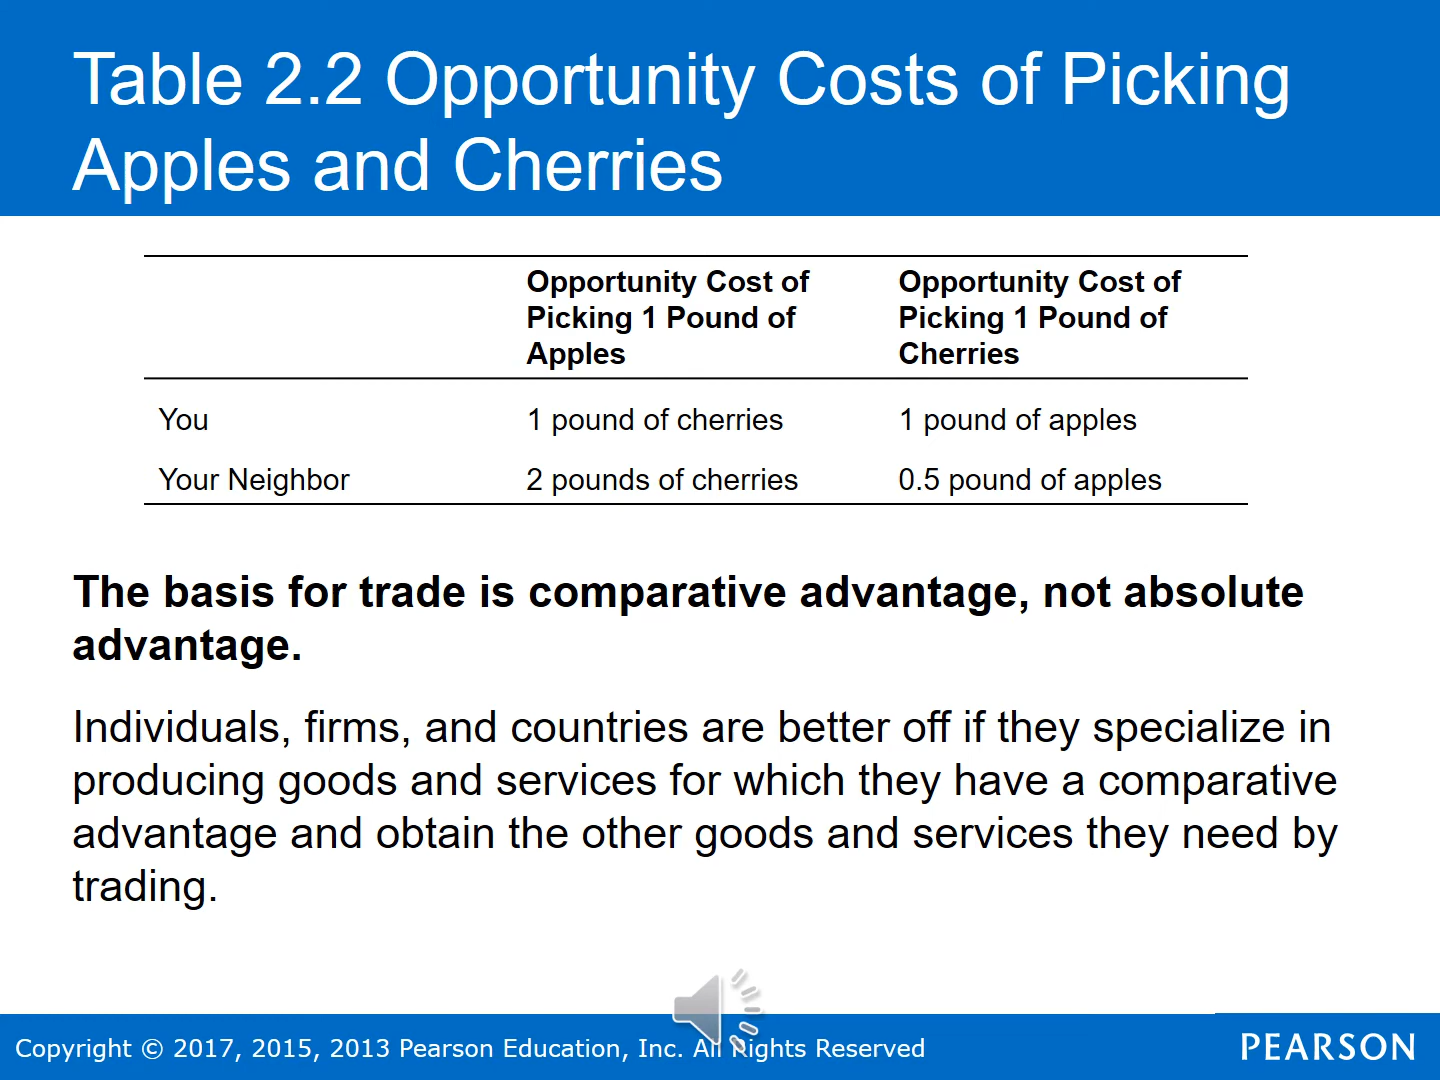 Table 2.2 Opportunity Costs of Picking
Apples and Cherries
Opportunity Cost of Picking 1 Pound of Apples
Opportunity Cost of Picking 1 Pound of Cherries
You 1 pound of cherries 1 pound of apples
Your Neighbor 2 pounds of cherries 0.5 pound of apples
The basis for trade is comparative advantage, not absolute
advantage.
Individuals, firms, and countries are better off if they specialize in
producing goods and services for which they have a comparative
advantage and obtain the other goods and services they need by
trading.
Copyright © 2017, 2015, 2013 Pearson Education, Inc. All Rights Reserved
PEARSON